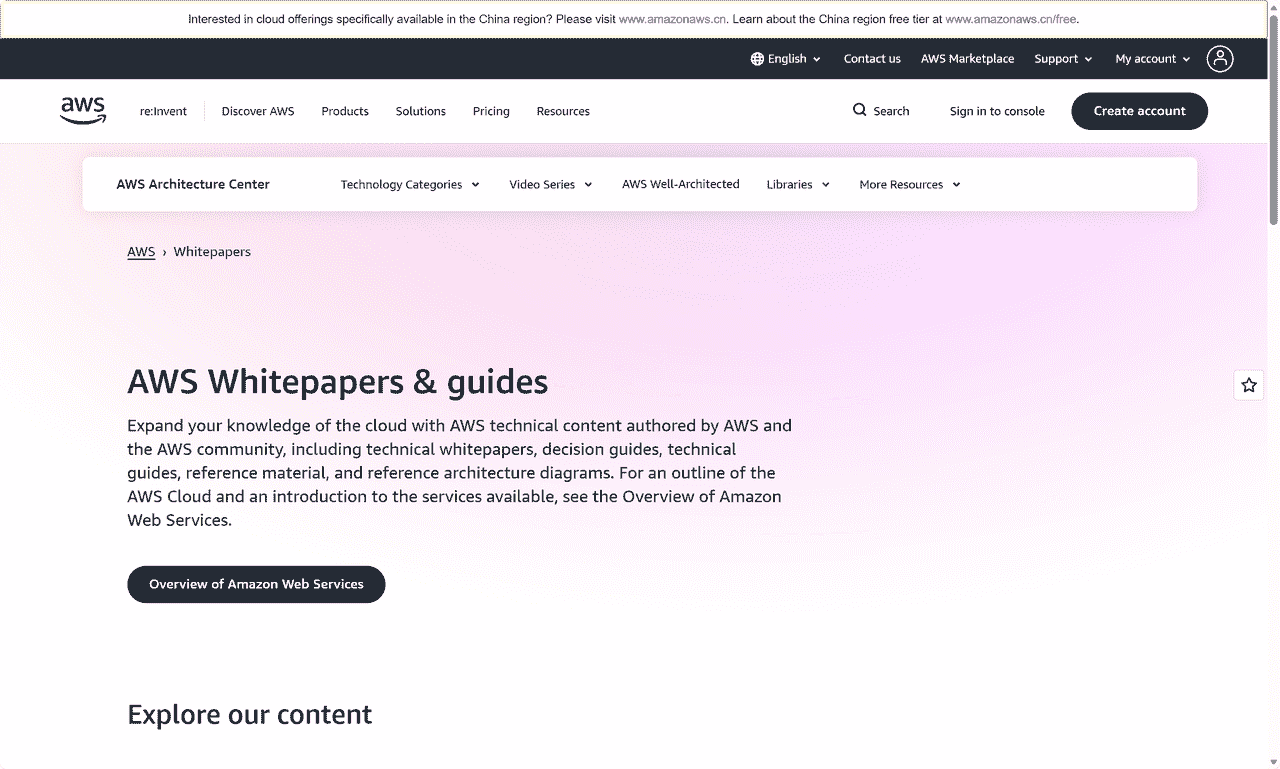 Interested in cloud offerings specifically available in the China region? Please visit www.amazonaws.cn. Learn about the China region free tier at www.amazonaws.cn/free.
English Contact us AWS Marketplace Support My account
aws re:Invent Discover AWS Products Solutions Pricing Resources Search Sign in to console Create account
AWS Architecture Center Technology Categories Video Series AWS Well-Architected Libraries More Resources
AWS › Whitepapers
AWS Whitepapers & guides
Expand your knowledge of the cloud with AWS technical content authored by AWS and
the AWS community, including technical whitepapers, decision guides, technical
guides, reference material, and reference architecture diagrams. For an outline of the
AWS Cloud and an introduction to the services available, see the Overview of Amazon
Web Services.
Overview of Amazon Web Services
Explore our content